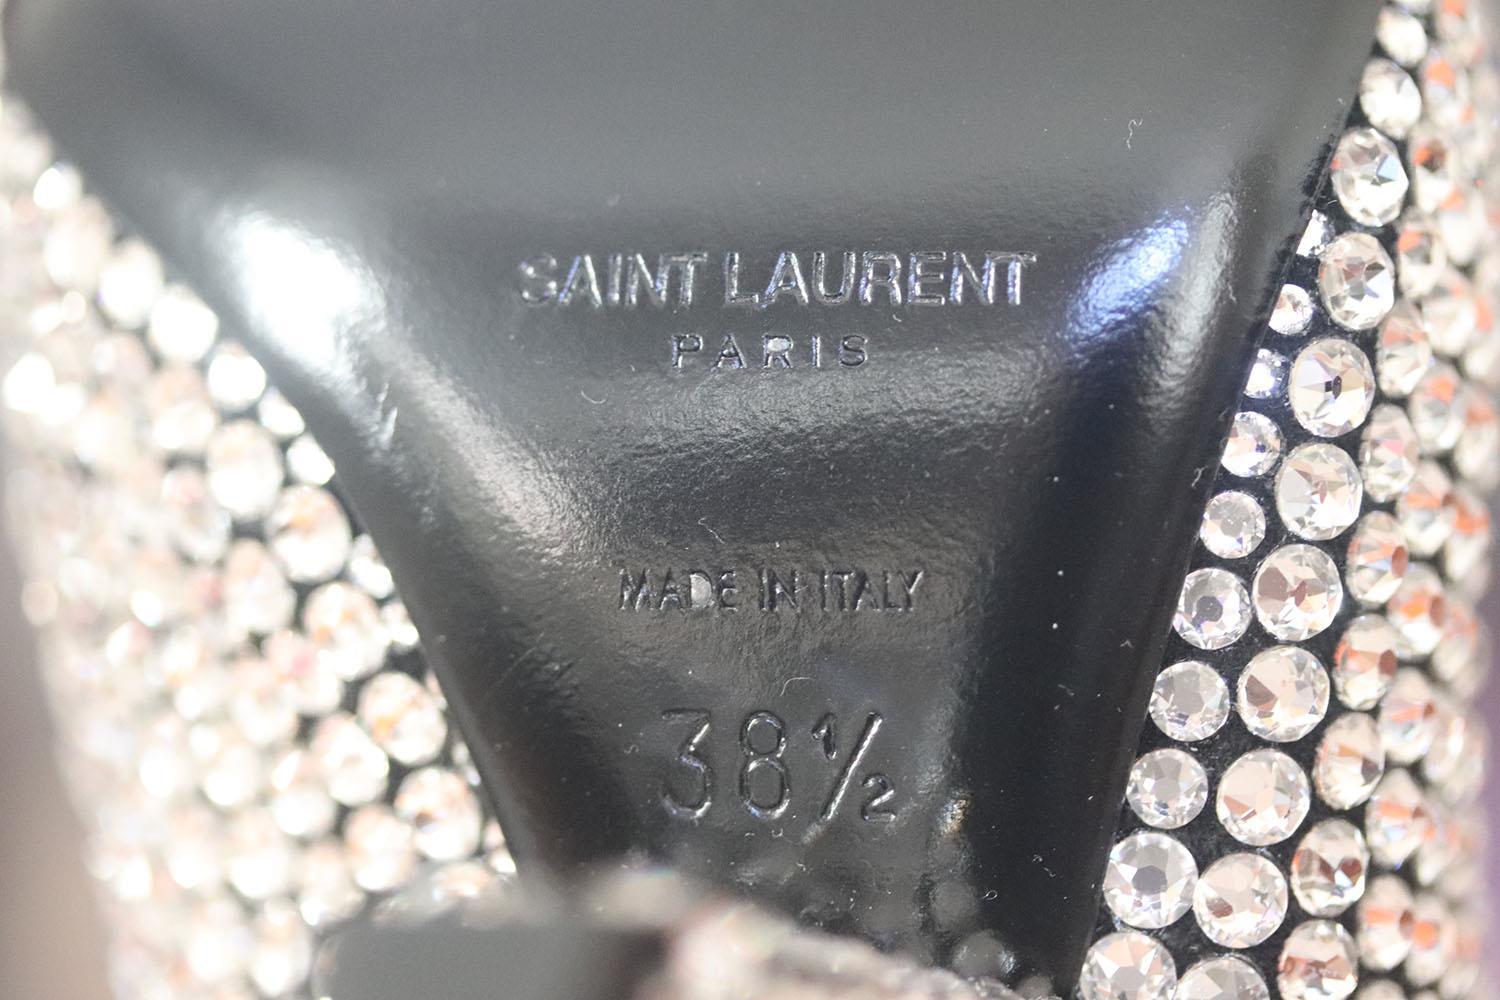 SAINT LAURENT
PARIS
MADE IN ITALY
38½